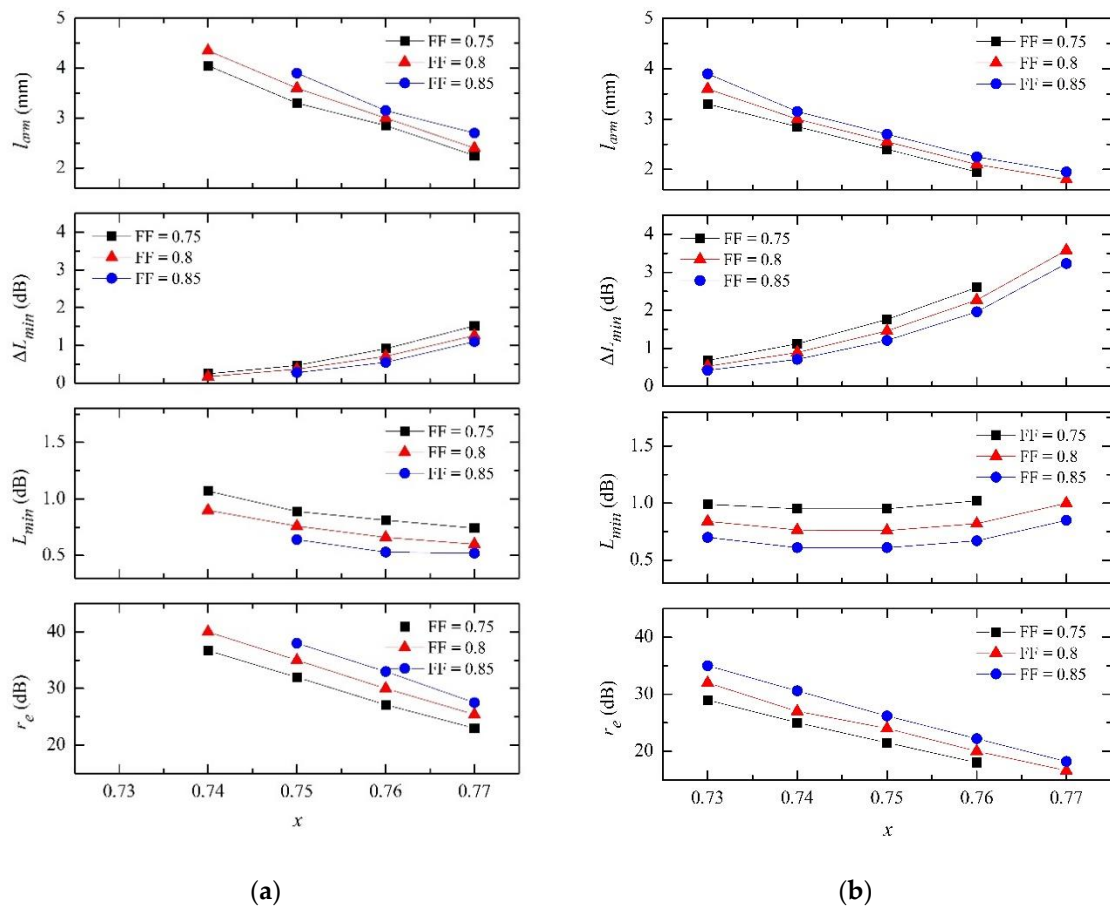 5
4
3
2
l_arm (mm)
FF = 0.75
FF = 0.8
FF = 0.85
4
3
2
1
0
ΔL_min (dB)
FF = 0.75
FF = 0.8
FF = 0.85
1.5
1.0
0.5
L_min (dB)
FF = 0.75
FF = 0.8
FF = 0.85
40
30
20
r_e (dB)
FF = 0.75
FF = 0.8
FF = 0.85
0.73 0.74 0.75 0.76 0.77
x
(a)
5
4
3
2
l_arm (mm)
FF = 0.75
FF = 0.8
FF = 0.85
4
3
2
1
0
ΔL_min (dB)
FF = 0.75
FF = 0.8
FF = 0.85
1.5
1.0
0.5
L_min (dB)
FF = 0.75
FF = 0.8
FF = 0.85
40
30
20
r_e (dB)
FF = 0.75
FF = 0.8
FF = 0.85
0.73 0.74 0.75 0.76 0.77
x
(b)